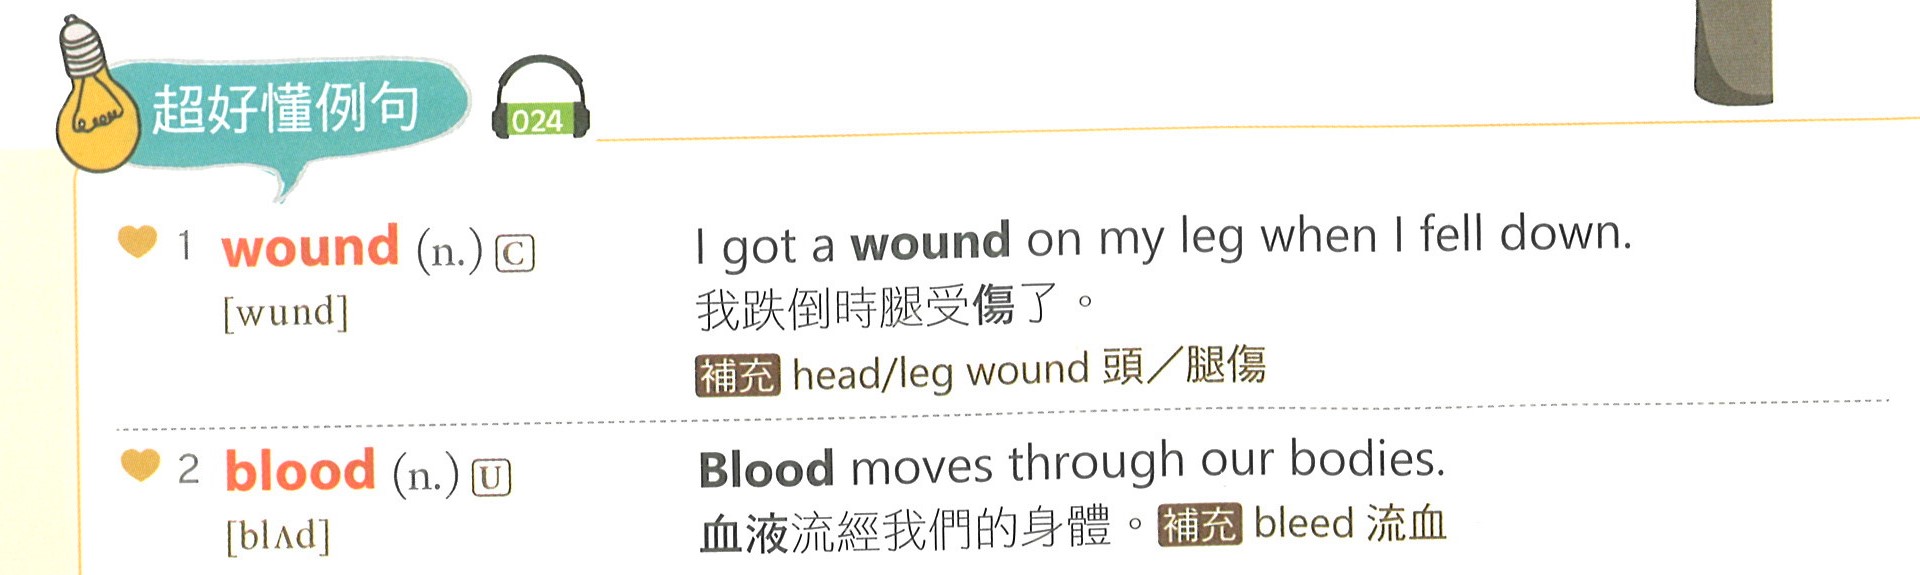 超好懂例句 024
1 wound (n.) C I got a wound on my leg when I fell down.
[wund] 我跌倒時腿受傷了。
補充 head/leg wound 頭／腿傷
2 blood (n.) U Blood moves through our bodies.
[blʌd] 血液流經我們的身體。補充 bleed 流血